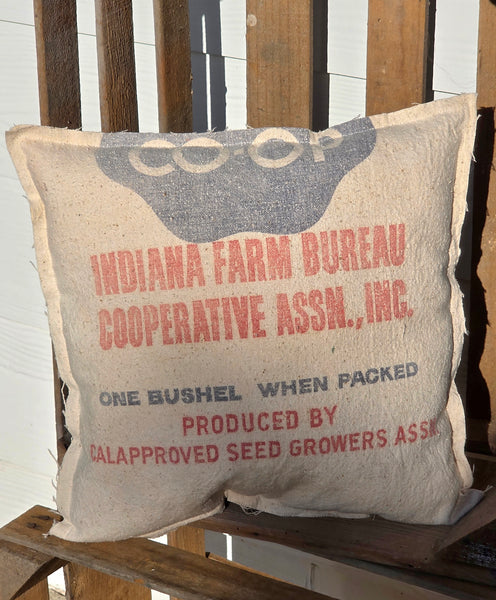 CO-OP
INDIANA FARM BUREAU
COOPERATIVE ASSN., INC.
ONE BUSHEL WHEN PACKED
PRODUCED BY
CALAPPROVED SEED GROWERS ASSN